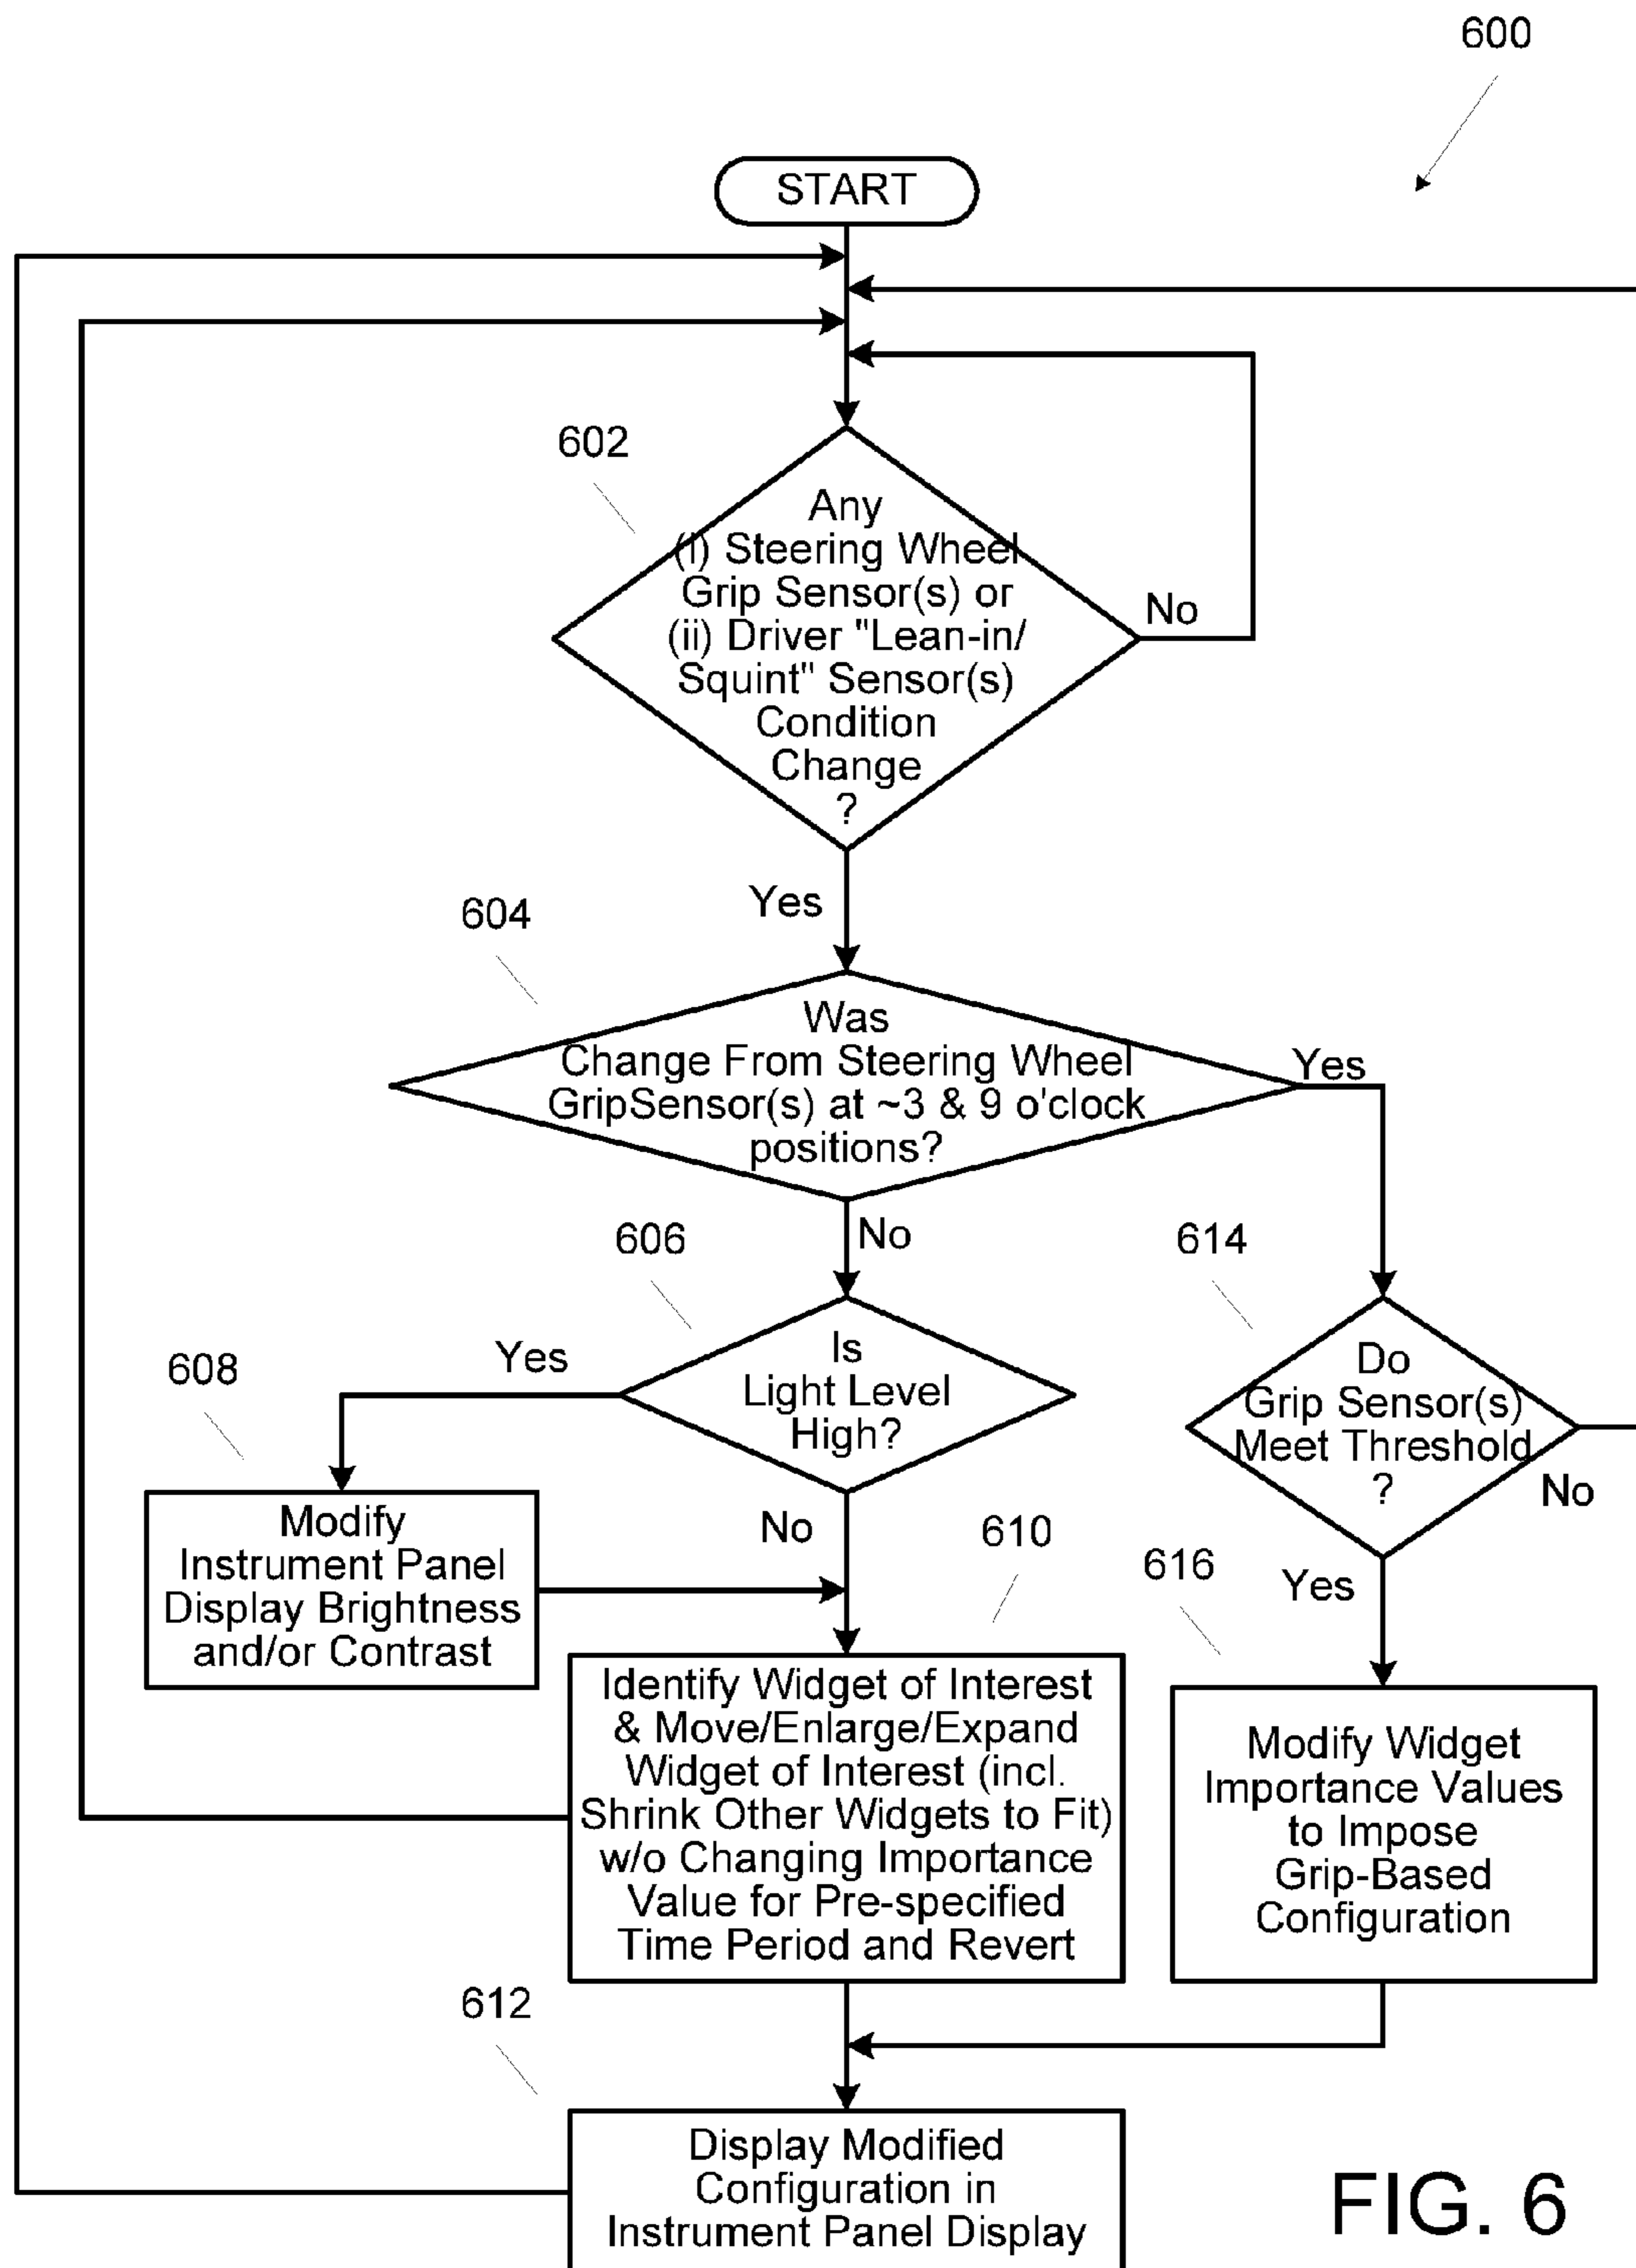 600
START
602
Any
(i) Steering Wheel
Grip Sensor(s) or
(ii) Driver "Lean-in/
Squint" Sensor(s)
Condition
Change
?
No
Yes
604
Was
Change From Steering Wheel
GripSensor(s) at ~3 & 9 o'clock
positions?
Yes
No
606
Is
Light Level
High?
Yes
No
608
Modify
Instrument Panel
Display Brightness
and/or Contrast
614
Do
Grip Sensor(s)
Meet Threshold
?
No
Yes
610
Identify Widget of Interest
& Move/Enlarge/Expand
Widget of Interest (incl.
Shrink Other Widgets to Fit)
w/o Changing Importance
Value for Pre-specified
Time Period and Revert
616
Modify Widget
Importance Values
to Impose
Grip-Based
Configuration
612
Display Modified
Configuration in
Instrument Panel Display
FIG. 6